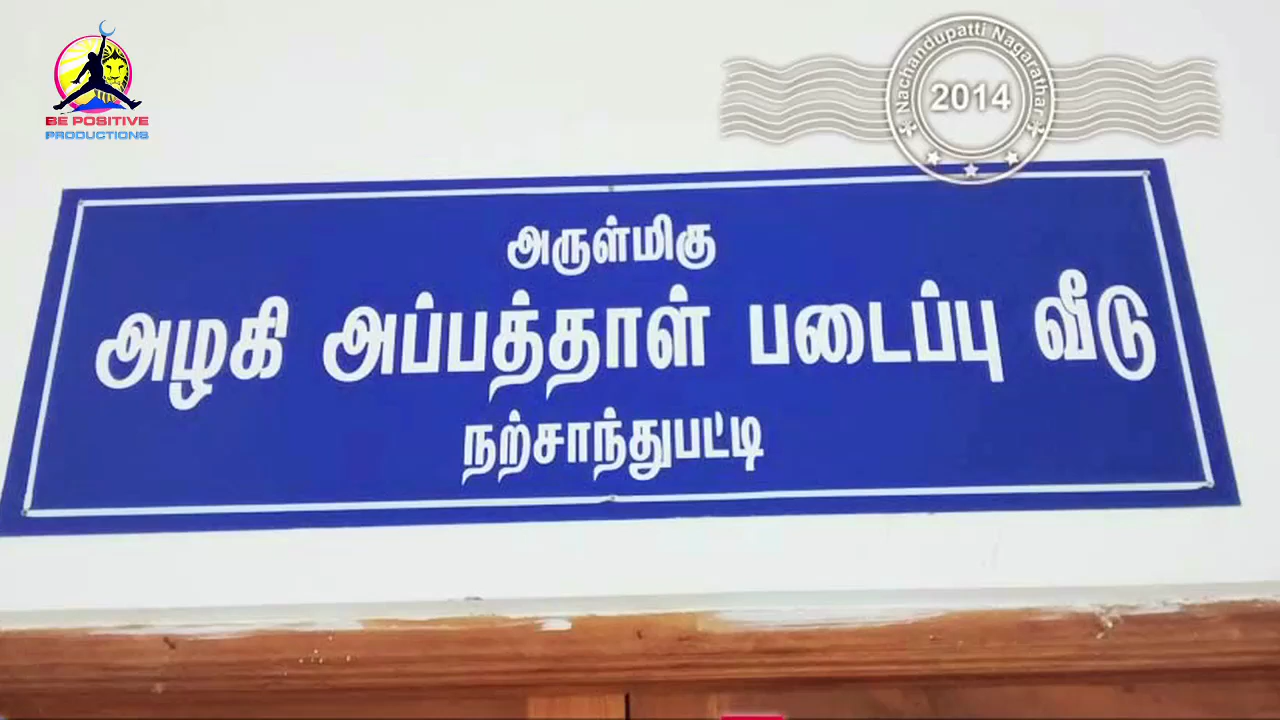 BE POSITIVE
PRODUCTIONS
Nachandupatti Nagarathar
2014
அருள்மிகு
அழகி அப்பத்தாள் படைப்பு வீடு
நற்சாந்துபட்டி